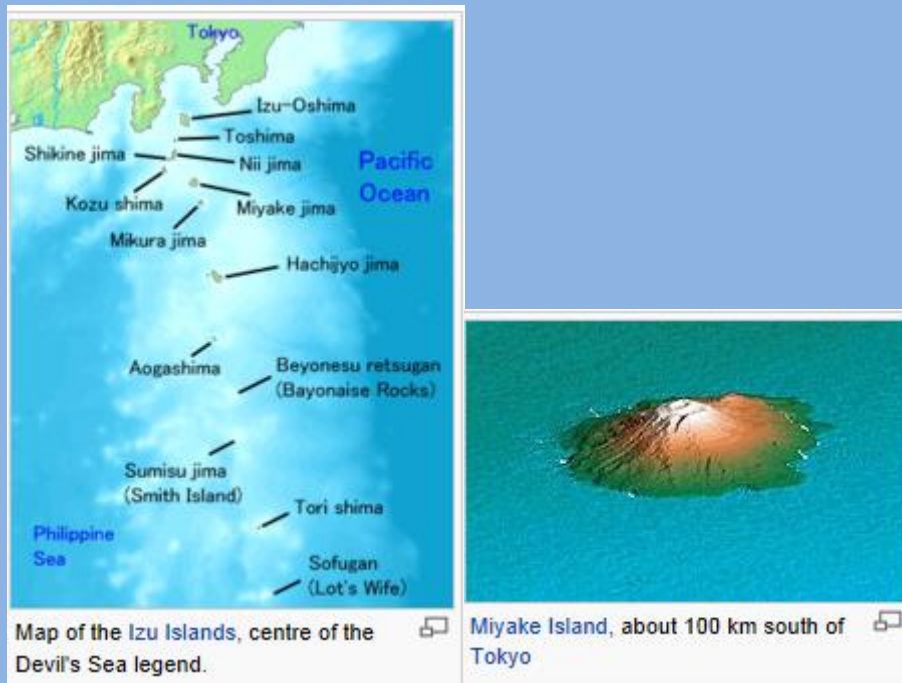 Tokyo
Izu-Oshima
Toshima
Shikine jima
Nii jima
Pacific
Ocean
Kozu shima
Miyake jima
Mikura jima
Hachijyo jima
Aogashima
Beyonesu retsugan
(Bayonaise Rocks)
Sumisu jima
(Smith Island)
Tori shima
Philippine
Sea
Sofugan
(Lot's Wife)
Map of the Izu Islands, centre of the
Devil's Sea legend.
Miyake Island, about 100 km south of
Tokyo